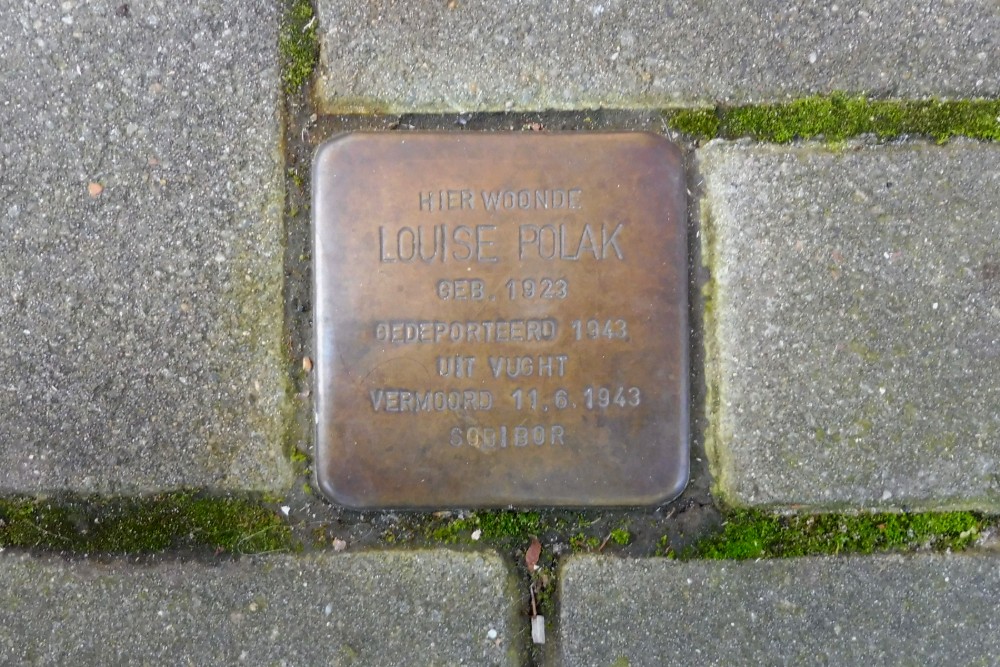 HIER WOONDE
LOUISE POLAK
GEB. 1923
GEDEPORTEERD 1943
UIT VUGHT
VERMOORD 11.6.1943
SOBIBOR